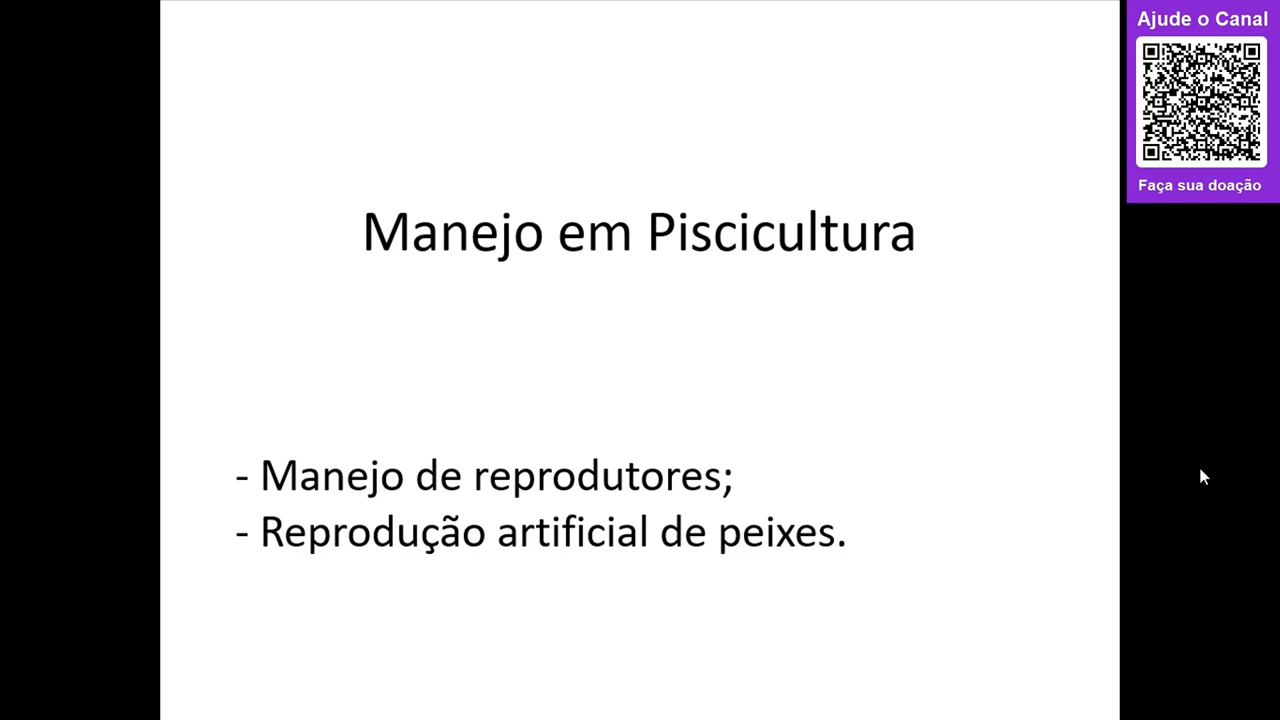 Ajude o Canal
Faça sua doação
Manejo em Piscicultura
- Manejo de reprodutores;
- Reprodução artificial de peixes.